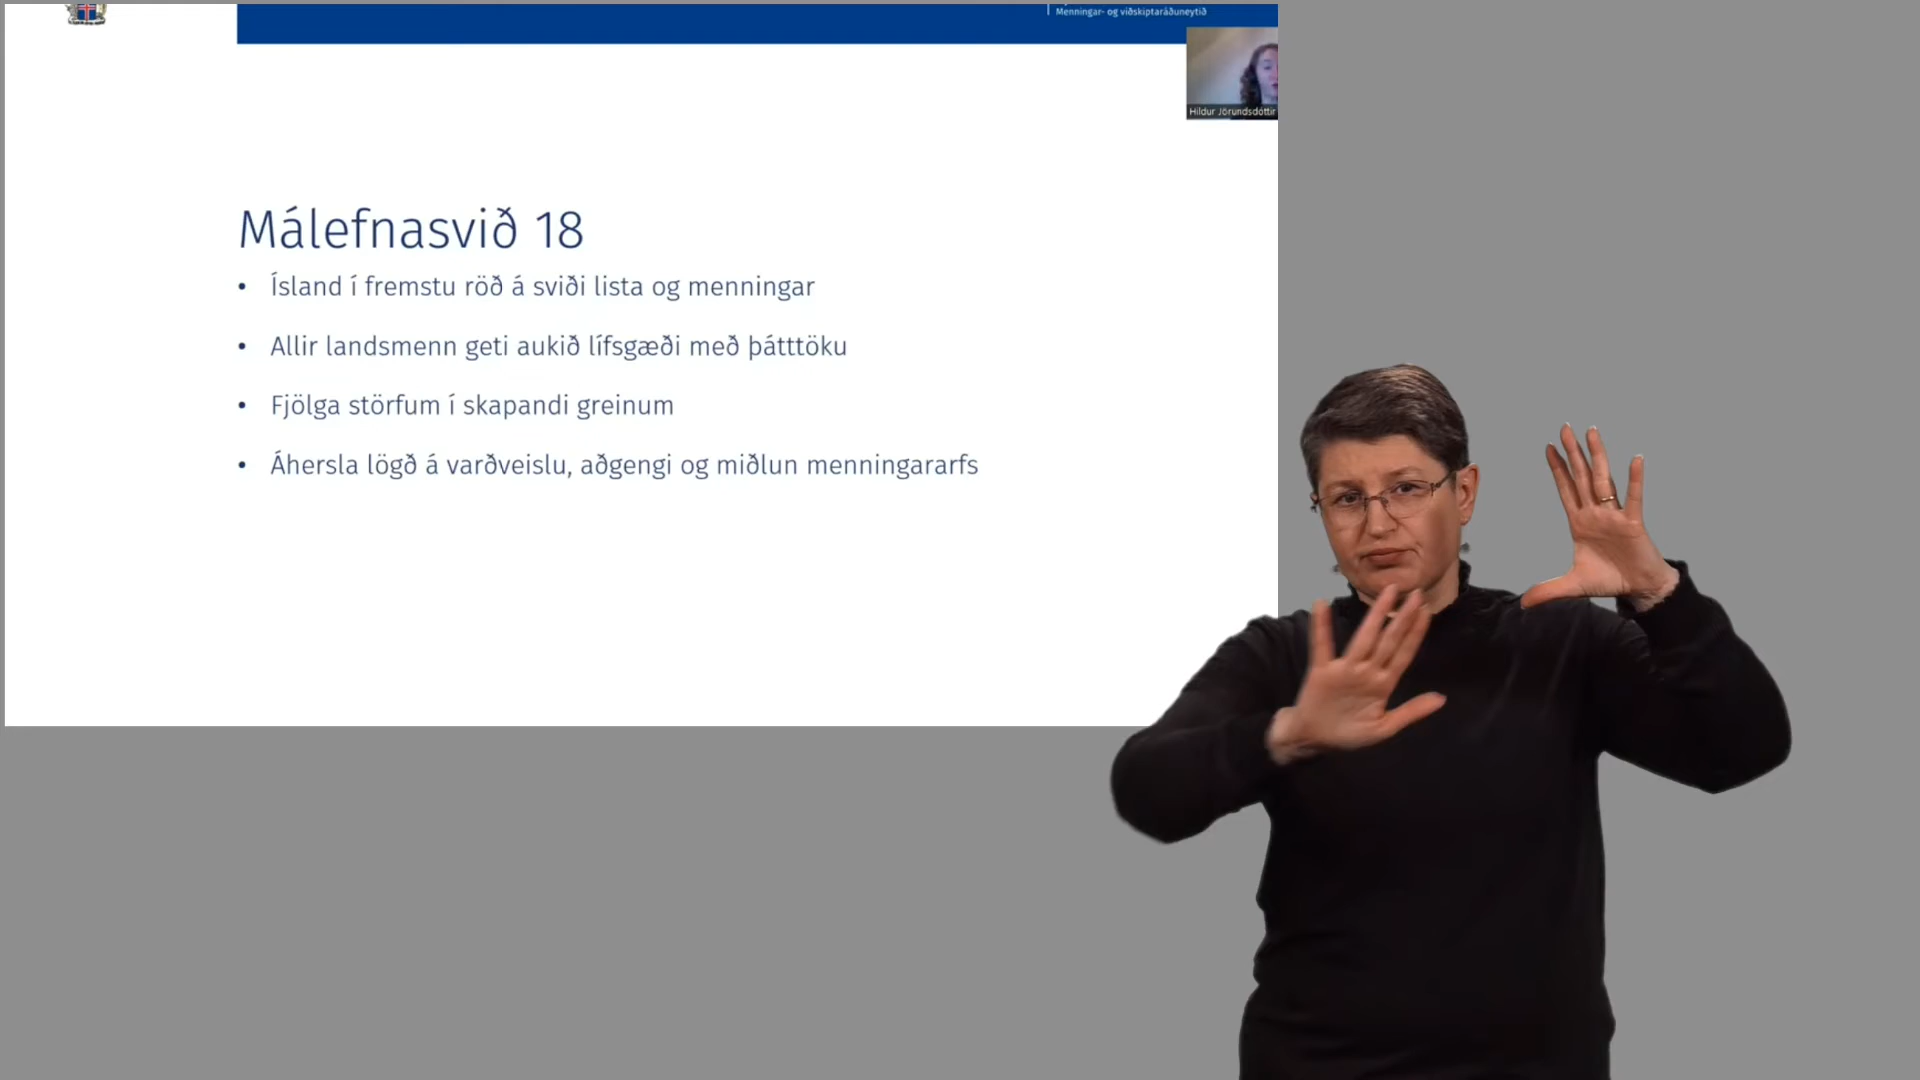 Menningar- og viðskiptaráðuneytið
Hildur Jörundsdóttir
Málefnasvið 18
• Ísland í fremstu röð á sviði lista og menningar
• Allir landsmenn geti aukið lífsgæði með þátttöku
• Fjölga störfum í skapandi greinum
• Áhersla lögð á varðveislu, aðgengi og miðlun menningararfs